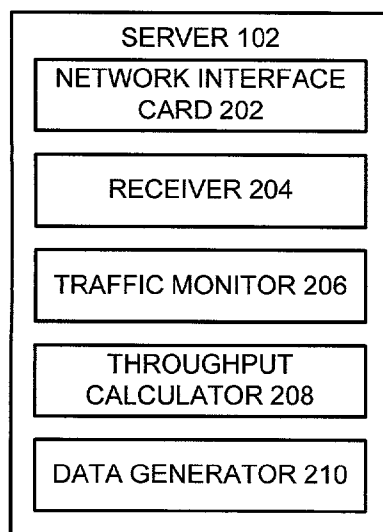 SERVER 102
NETWORK INTERFACE
CARD 202
RECEIVER 204
TRAFFIC MONITOR 206
THROUGHPUT
CALCULATOR 208
DATA GENERATOR 210